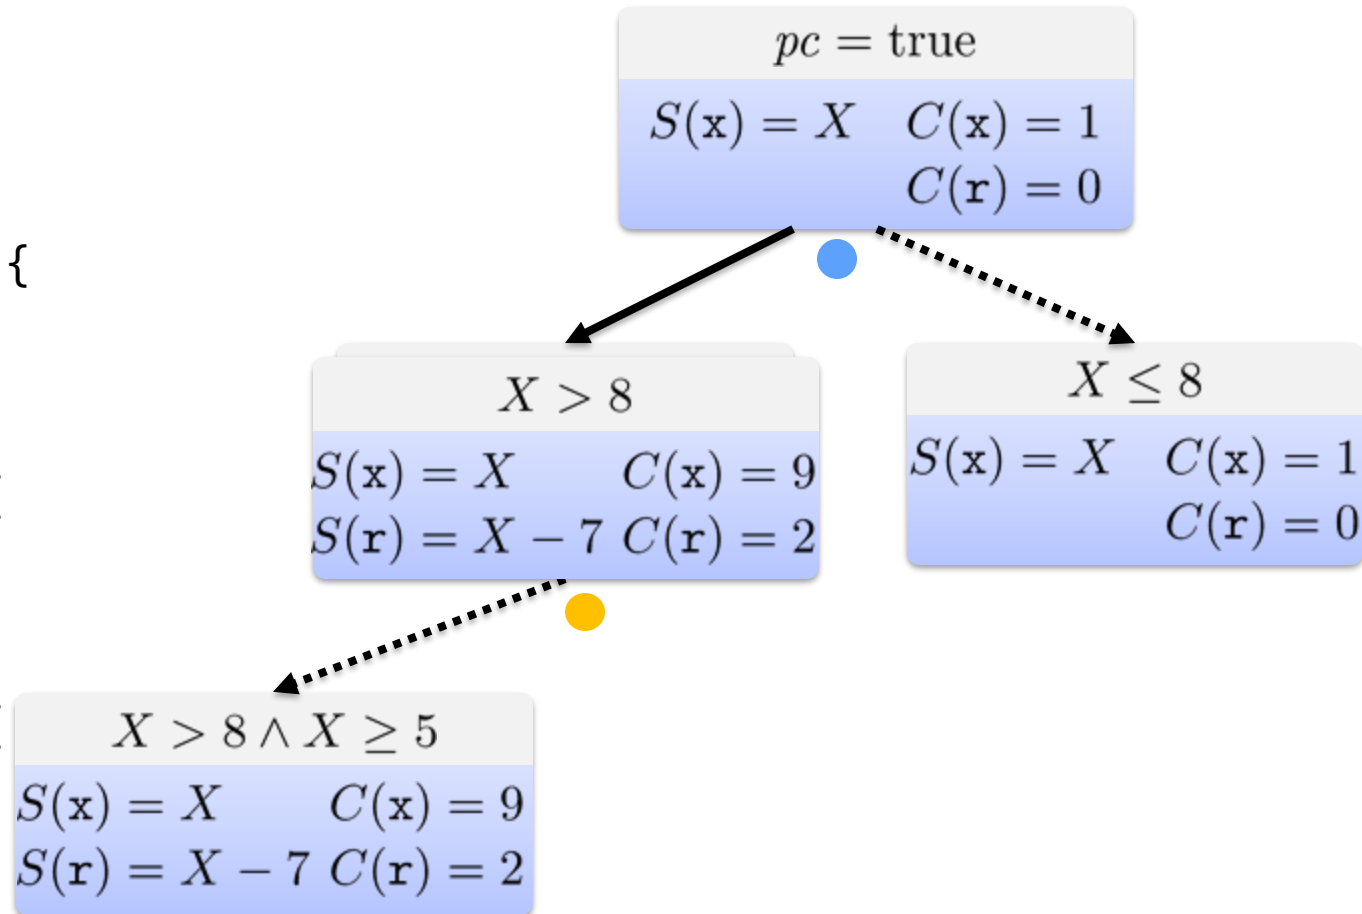 pc = true
S(x) = X C(x) = 1
C(r) = 0
{
X > 8
S(x) = X C(x) = 9
S(r) = X − 7 C(r) = 2
X ≤ 8
S(x) = X C(x) = 1
C(r) = 0
X > 8 ∧ X ≥ 5
S(x) = X C(x) = 9
S(r) = X − 7 C(r) = 2